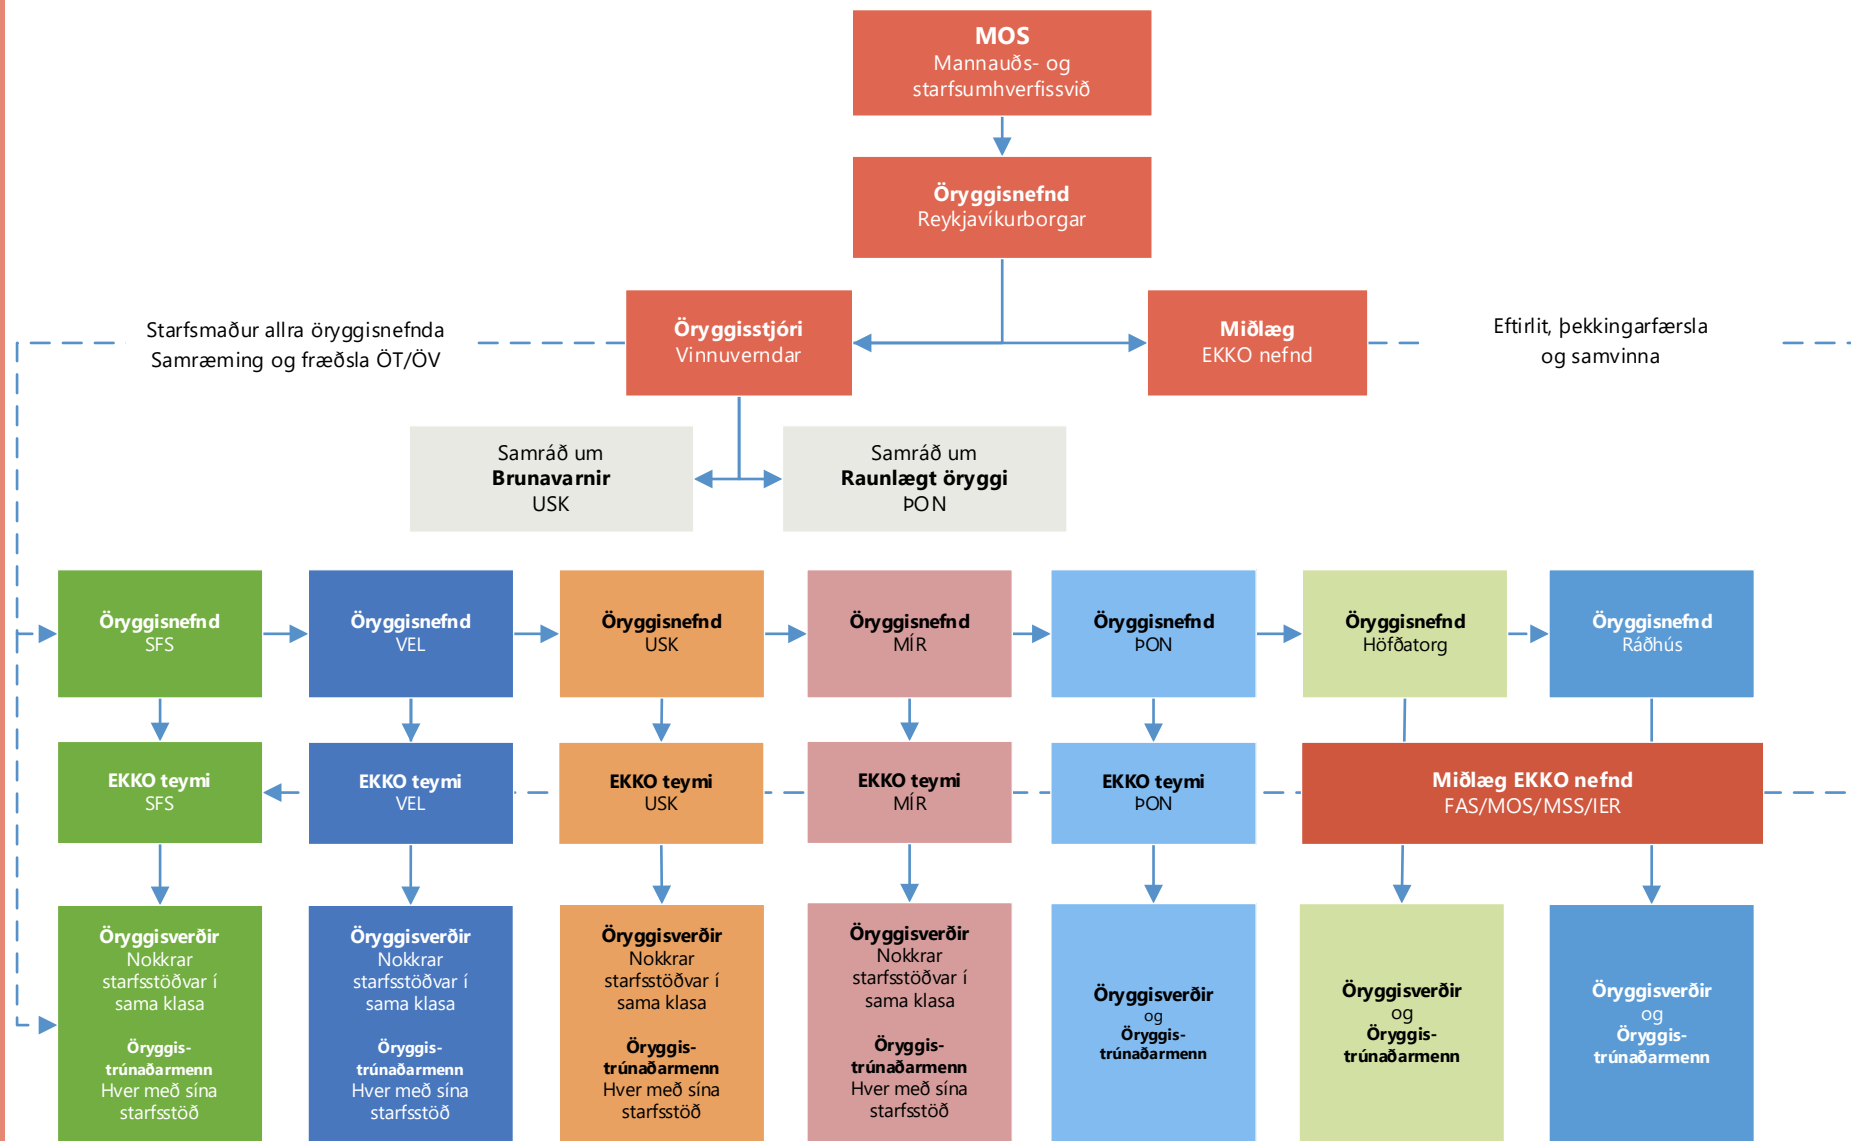 MOS
Mannauðs- og
starfsumhverfissvið
Öryggisnefnd
Reykjavíkurborgar
Starfsmaður allra öryggisnefnda
Samræming og fræðsla ÖT/ÖV
Öryggisstjóri
Vinnuverndar
Miðlæg
EKKO nefnd
Eftirlit, þekkingarfærsla
og samvinna
Samráð um
Brunavarnir
USK
Samráð um
Raunlægt öryggi
ÞON
Öryggisnefnd
SFS
Öryggisnefnd
VEL
Öryggisnefnd
USK
Öryggisnefnd
MÍR
Öryggisnefnd
ÞON
Öryggisnefnd
Höfðatorg
Öryggisnefnd
Ráðhús
EKKO teymi
SFS
EKKO teymi
VEL
EKKO teymi
USK
EKKO teymi
MÍR
EKKO teymi
ÞON
Miðlæg EKKO nefnd
FAS/MOS/MSS/IER
Öryggisverðir
Nokkrar
starfsstöðvar í
sama klasa
Öryggis-
trúnaðarmenn
Hver með sína
starfsstöð
Öryggisverðir
Nokkrar
starfsstöðvar í
sama klasa
Öryggis-
trúnaðarmenn
Hver með sína
starfsstöð
Öryggisverðir
Nokkrar
starfsstöðvar í
sama klasa
Öryggis-
trúnaðarmenn
Hver með sína
starfsstöð
Öryggisverðir
Nokkrar
starfsstöðvar í
sama klasa
Öryggis-
trúnaðarmenn
Hver með sína
starfsstöð
Öryggisverðir
og
Öryggis-
trúnaðarmenn
Öryggisverðir
og
Öryggis-
trúnaðarmenn
Öryggisverðir
og
Öryggis-
trúnaðarmenn